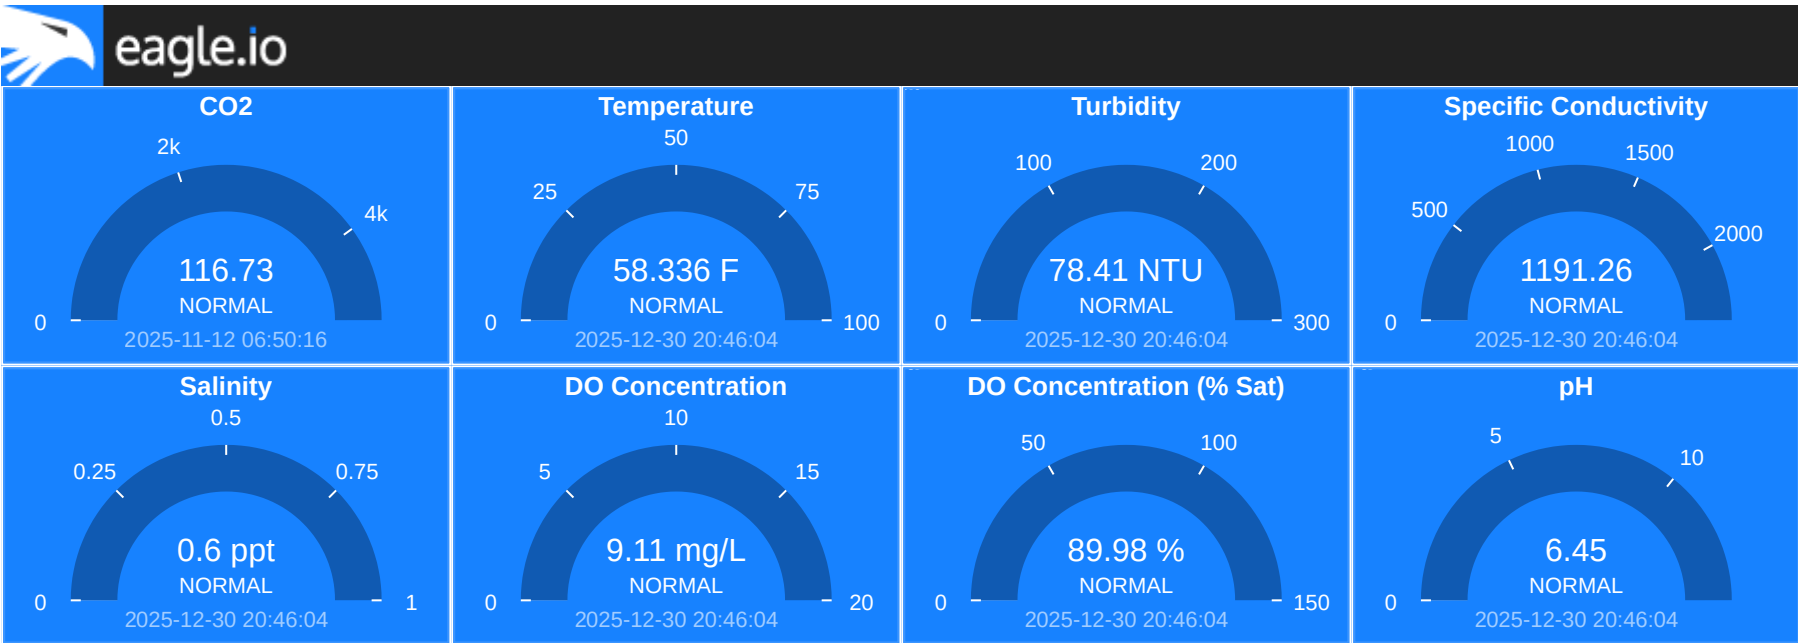 eagle.io
CO2
2k
4k
116.73
NORMAL
0
2025-11-12 06:50:16
Temperature
50
25
75
58.336 F
NORMAL
0
100
2025-12-30 20:46:04
Turbidity
100
200
78.41 NTU
NORMAL
0
300
2025-12-30 20:46:04
Specific Conductivity
1000
1500
500
2000
1191.26
NORMAL
0
2025-12-30 20:46:04
Salinity
0.5
0.25
0.75
0.6 ppt
NORMAL
0
1
2025-12-30 20:46:04
DO Concentration
10
5
15
9.11 mg/L
NORMAL
0
20
2025-12-30 20:46:04
DO Concentration (% Sat)
50
100
89.98 %
NORMAL
0
150
2025-12-30 20:46:04
pH
5
10
6.45
NORMAL
0
2025-12-30 20:46:04